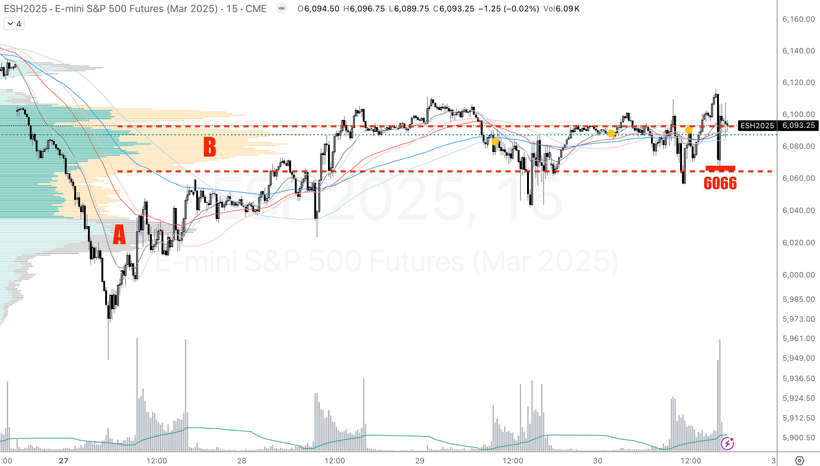 ESH2025 · E-mini S&P 500 Futures (Mar 2025) · 15 · CME O6,094.50 H6,096.75 L6,089.75 C6,093.25 −1.25 (−0.02%) Vol6.09 K
4
6,160.00
6,140.00
6,120.00
6,100.00
ESH2025 6,093.25
6,080.00
6,060.00
6,040.00
6,020.00
6,000.00
5,985.00
5,973.00
5,961.00
5,949.00
5,936.50
5,924.50
5,912.50
5,900.50
B
A
6066
ESH2025, 15
E-mini S&P 500 Futures (Mar 2025)
:00 27 12:00 28 12:00 29 12:00 30 12:00 3